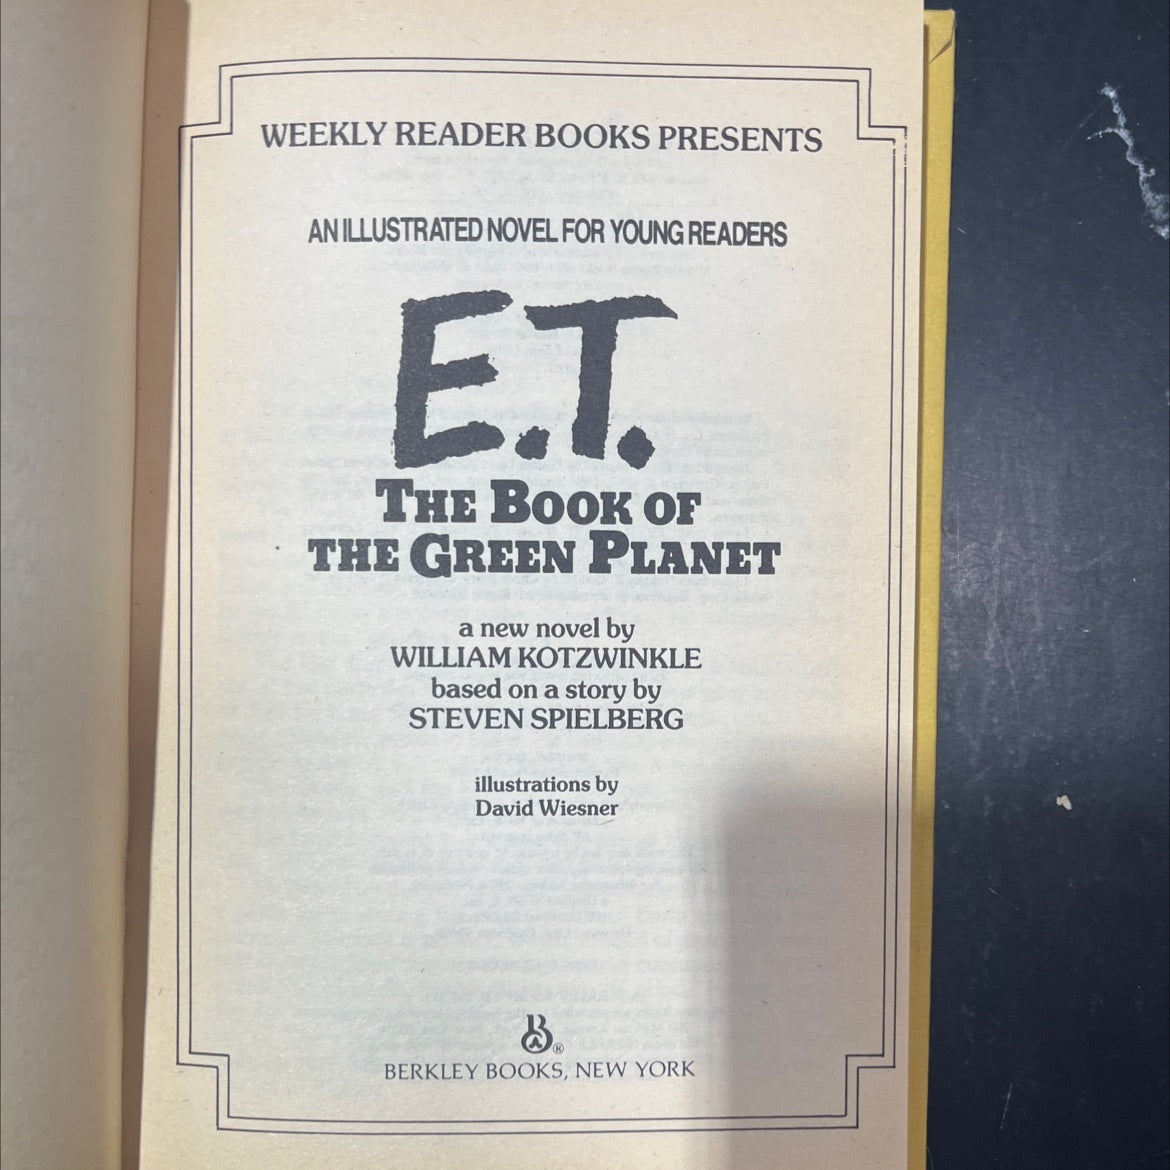 WEEKLY READER BOOKS PRESENTS
AN ILLUSTRATED NOVEL FOR YOUNG READERS
E.T.
THE BOOK OF
THE GREEN PLANET
a new novel by
WILLIAM KOTZWINKLE
based on a story by
STEVEN SPIELBERG
illustrations by
David Wiesner
B®
BERKLEY BOOKS, NEW YORK